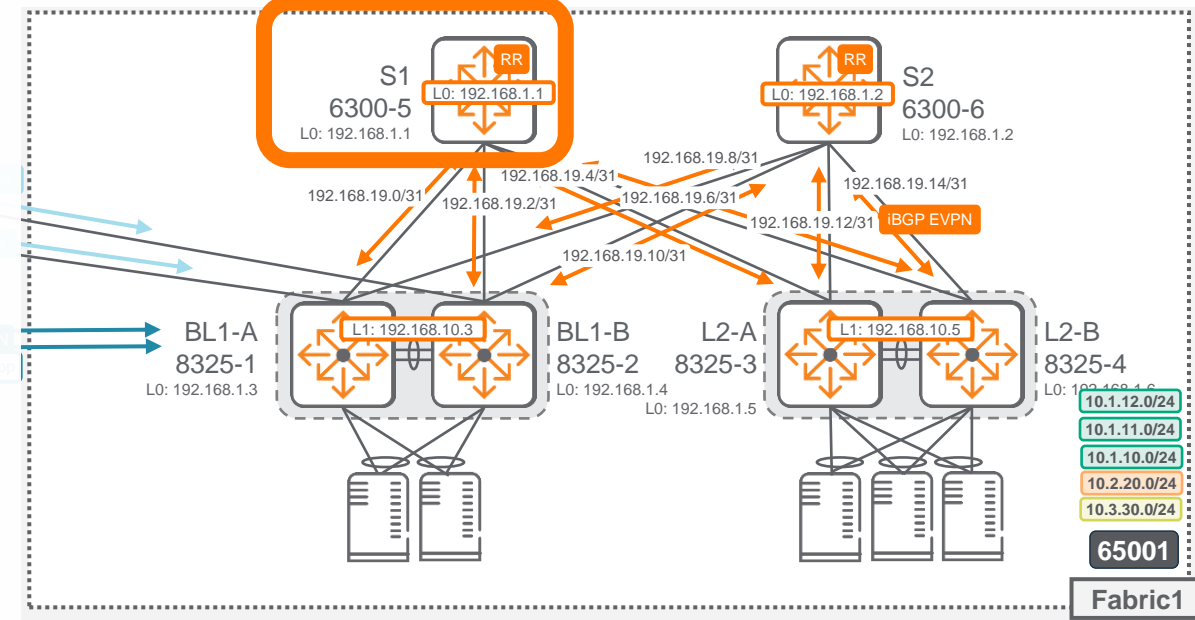 RR
S1
L0: 192.168.1.1
6300-5
L0: 192.168.1.1
RR
S2
L0: 192.168.1.2
6300-6
L0: 192.168.1.2
192.168.19.8/31
192.168.19.4/31
192.168.19.14/31
192.168.19.0/31
192.168.19.2/31
192.168.19.6/31
192.168.19.12/31
iBGP EVPN
192.168.19.10/31
BL1-A
8325-1
L0: 192.168.1.3
L1: 192.168.10.3
BL1-B
8325-2
L0: 192.168.1.4
L2-A
8325-3
L0: 192.168.1.5
L1: 192.168.10.5
L2-B
8325-4
L0: 192.168.1.6
10.1.12.0/24
10.1.11.0/24
10.1.10.0/24
10.2.20.0/24
10.3.30.0/24
65001
Fabric1